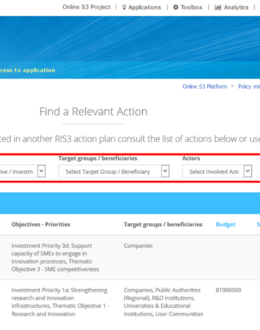 Online S3 Project | Applications | Toolbox | Analytics |
cess to application
Online S3 Platform > Policy
Find a Relevant Action
ted in another RIS3 action plan consult the list of actions below or use
Target groups / beneficiaries Actors
ive / Investm Select Target Group / Beneficiary Select Involved Acto
Objectives - Priorities Target groups / beneficiaries Budget S
Investment Priority 3d: Support Companies
capacity of SMEs to engage in
innovation processes, Thematic
Objective 3 - SME competitiveness
Investment Priority 1a: Strengthening Companies, Public Authorities 81900000
research and innovation (Regional), R&D Institutions,
infrastructures, Thematic Objective 1 - Universities & Educational
Research and Innovation Institutions, User Communities